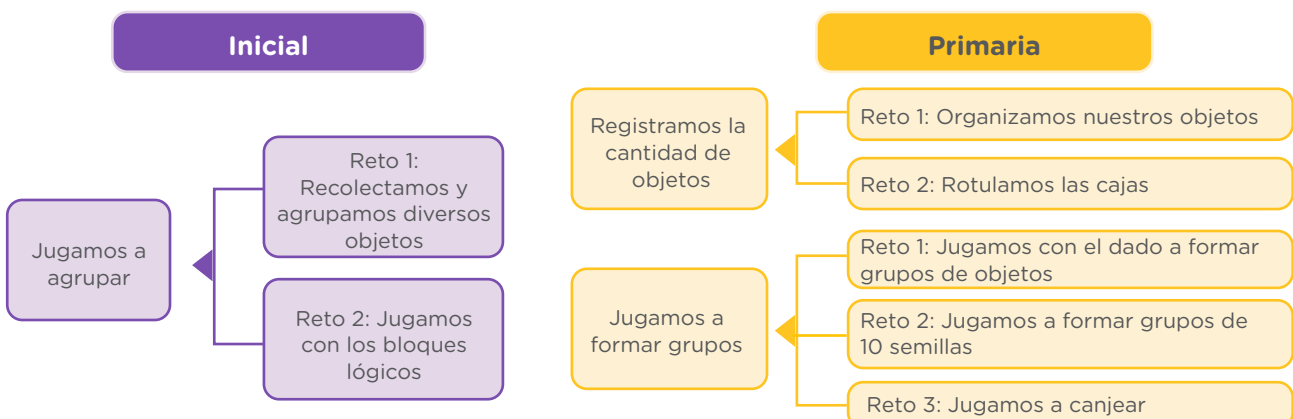 Inicial
Jugamos a
agrupar
Reto 1:
Recolectamos y
agrupamos diversos
objetos
Reto 2: Jugamos
con los bloques
lógicos
Primaria
Registramos la
cantidad de
objetos
Reto 1: Organizamos nuestros objetos
Reto 2: Rotulamos las cajas
Jugamos a
formar grupos
Reto 1: Jugamos con el dado a formar
grupos de objetos
Reto 2: Jugamos a formar grupos de
10 semillas
Reto 3: Jugamos a canjear